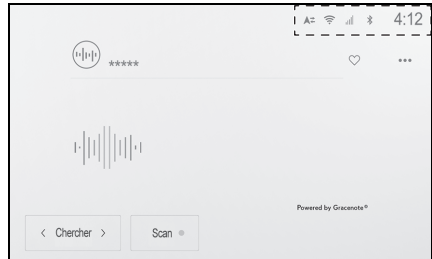 A⇌ 4:12
*****
Powered by Gracenote®
< Chercher > Scan